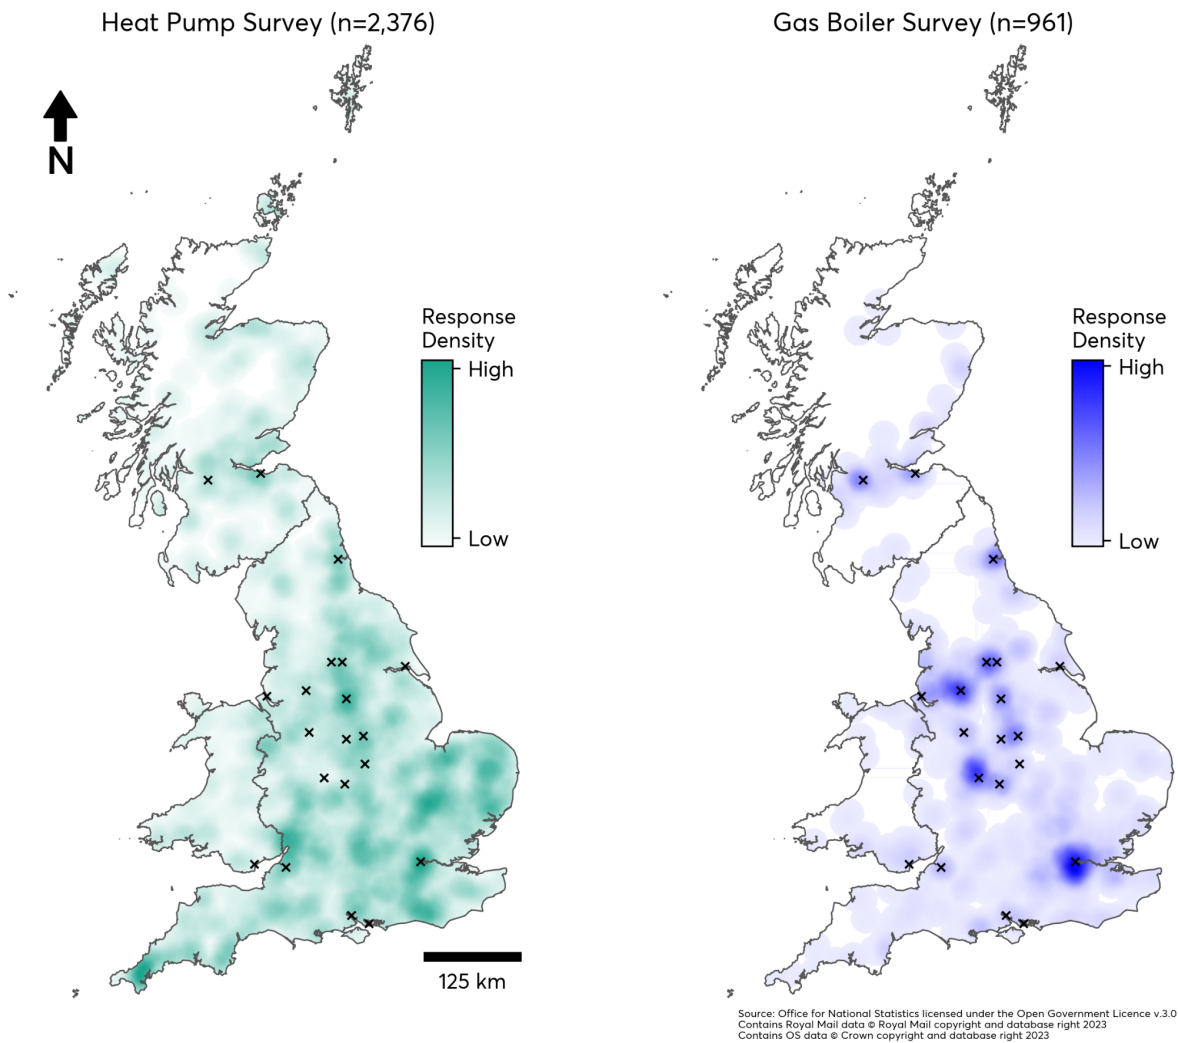 Heat Pump Survey (n=2,376)
Gas Boiler Survey (n=961)
N
Response
Density
High
Low
Response
Density
High
Low
125 km
Source: Office for National Statistics licensed under the Open Government Licence v.3.0
Contains Royal Mail data © Royal Mail copyright and database right 2023
Contains OS data © Crown copyright and database right 2023